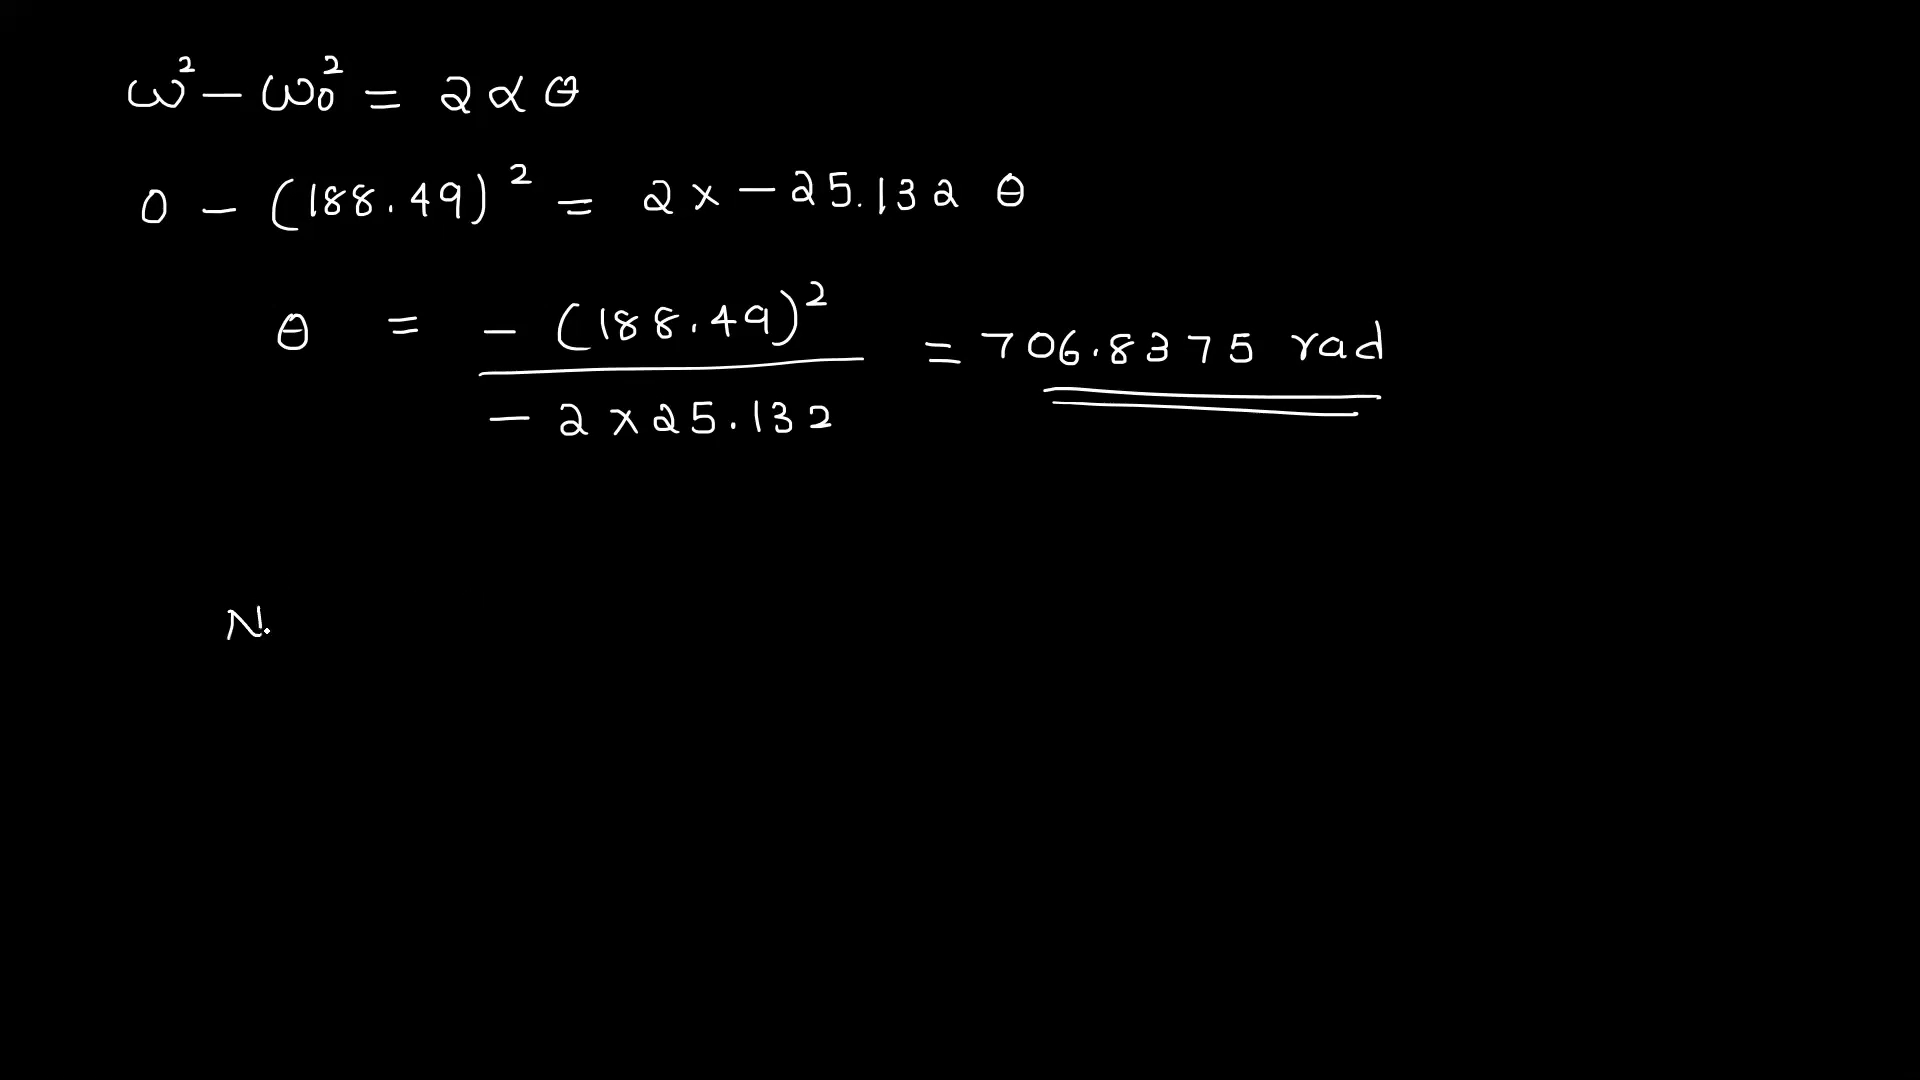 ω² - ω₀² = 2αθ
0 - (188.49)² = 2 x - 25.132 θ
θ = - (188.49)² / - 2 x 25.132 = 706.8375 rad
N.